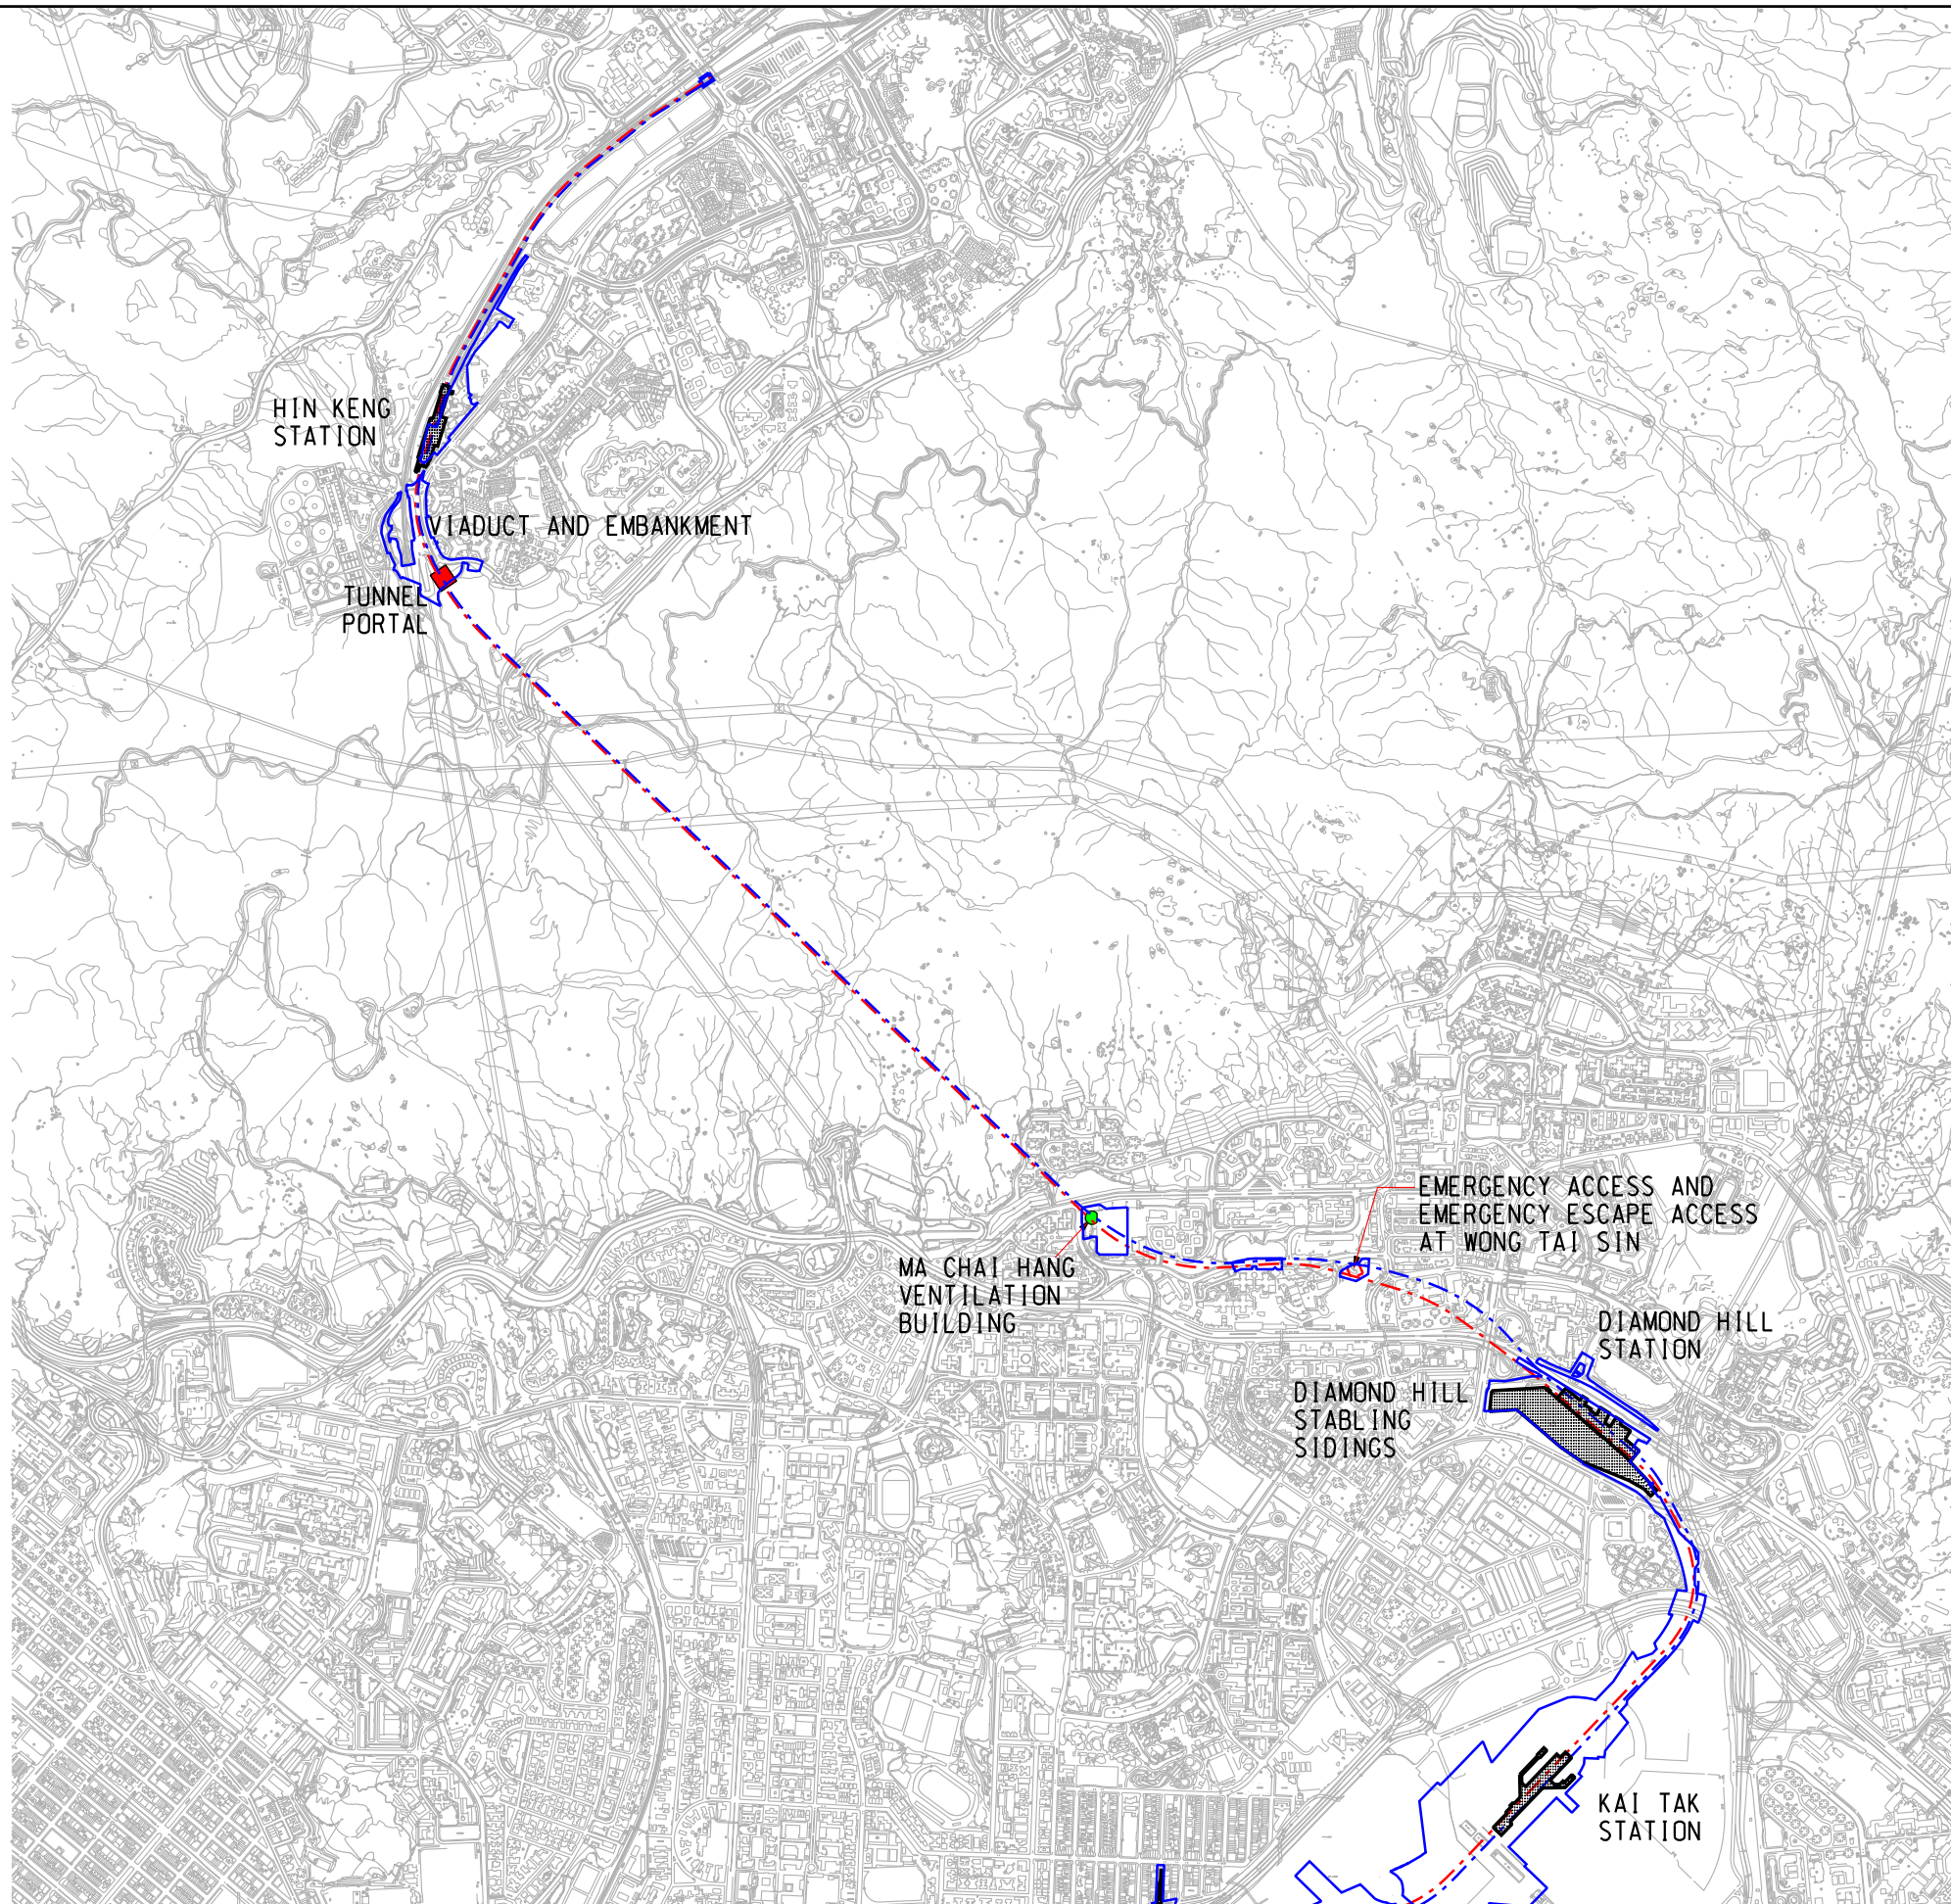 HIN KENG
STATION
VIADUCT AND EMBANKMENT
TUNNEL
PORTAL
EMERGENCY ACCESS AND
EMERGENCY ESCAPE ACCESS
AT WONG TAI SIN
MA CHAI HANG
VENTILATION
BUILDING
DIAMOND HILL
STATION
DIAMOND HILL
STABLING
SIDINGS
KAI TAK
STATION